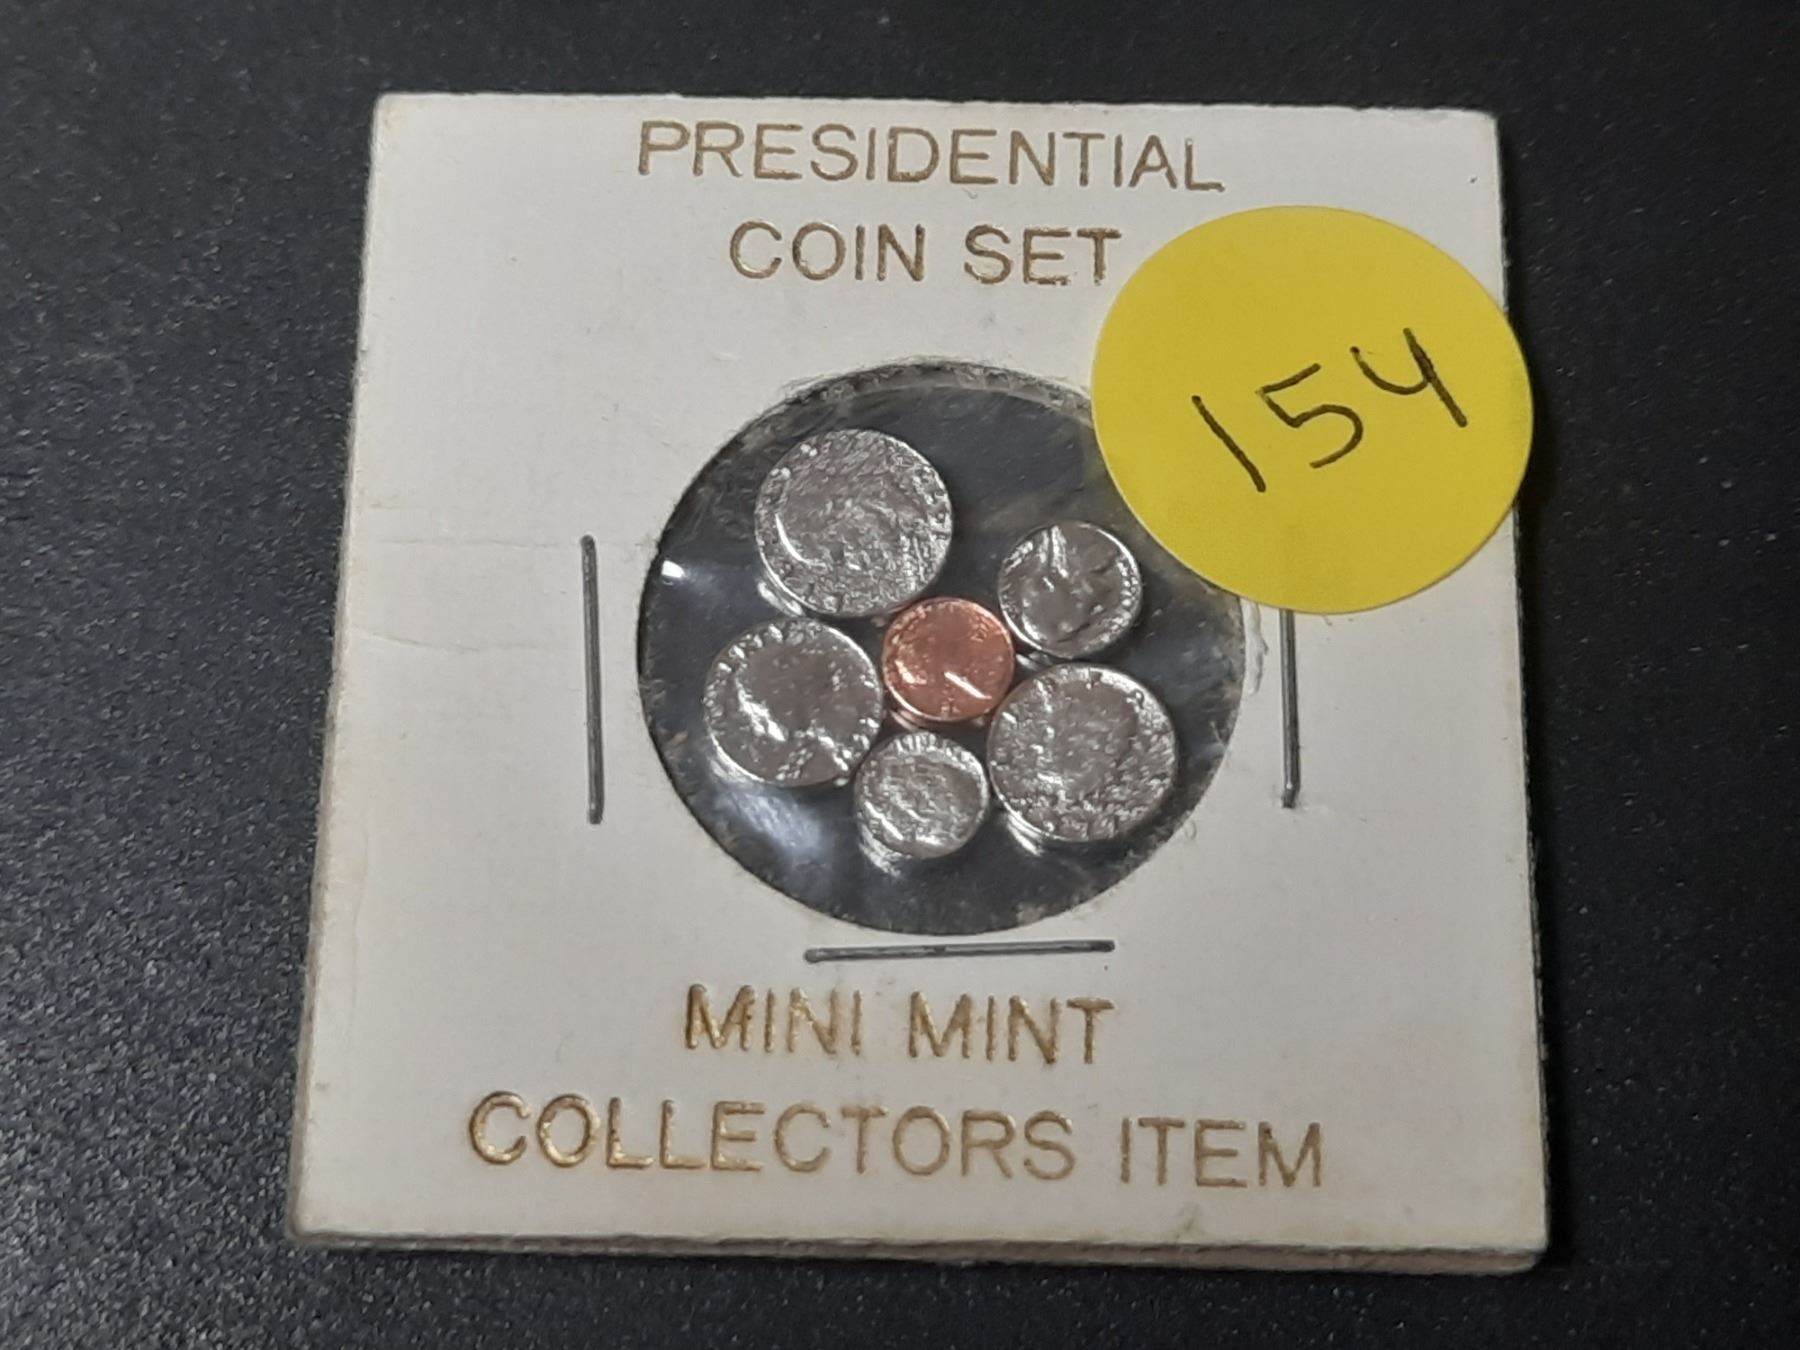 PRESIDENTIAL
COIN SET
154
MINI MINT
COLLECTORS ITEM